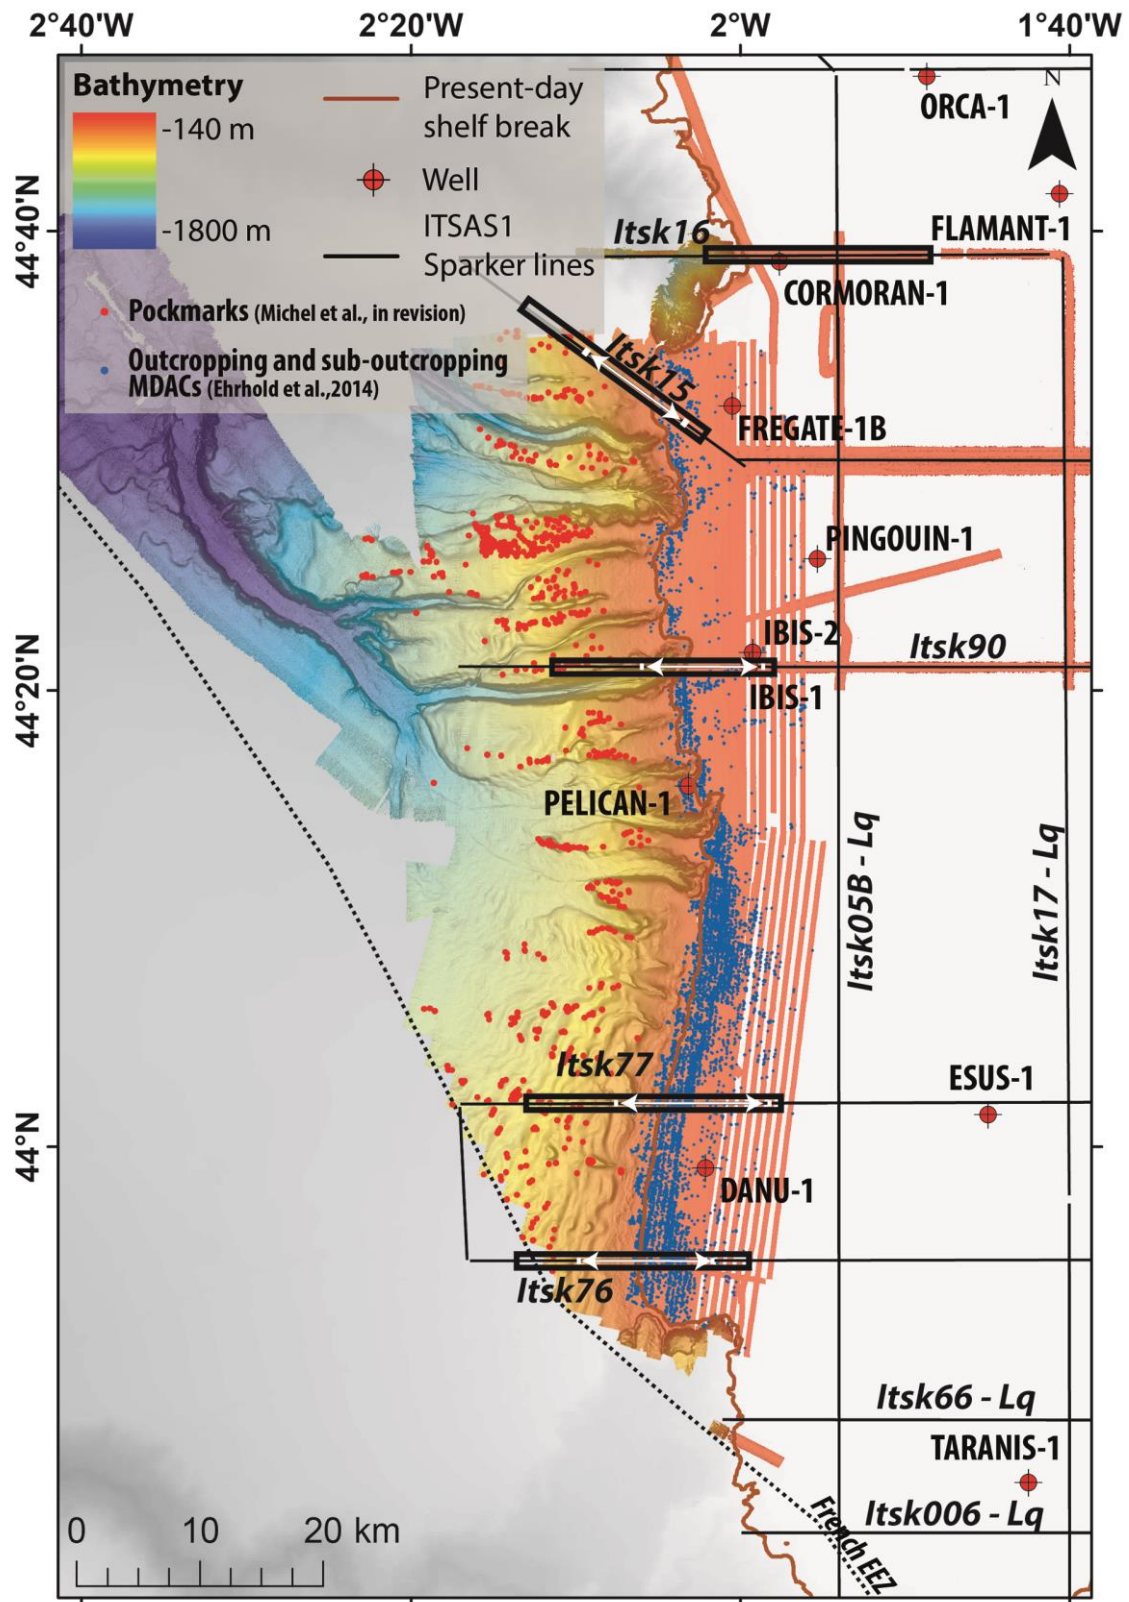 2°40'W 2°20'W 2°W 1°40'W
Bathymetry
-140 m
-1800 m
Present-day
shelf break
Well
ITSAS1
Sparker lines
Pockmarks (Michel et al., in revision)
Outcropping and sub-outcropping
MDACs (Ehrhold et al.,2014)
N
ORCA-1
44°40'N
FLAMANT-1
Itsk16
CORMORAN-1
Itsk15
FREGATE-1B
PINGOUIN-1
IBIS-2
Itsk90
44°20'N
IBIS-1
PELICAN-1
Itsk05B - Lq
Itsk17 - Lq
Itsk77
ESUS-1
44°N
DANU-1
Itsk76
Itsk66 - Lq
TARANIS-1
Itsk006 - Lq
French EEZ
0 10 20 km